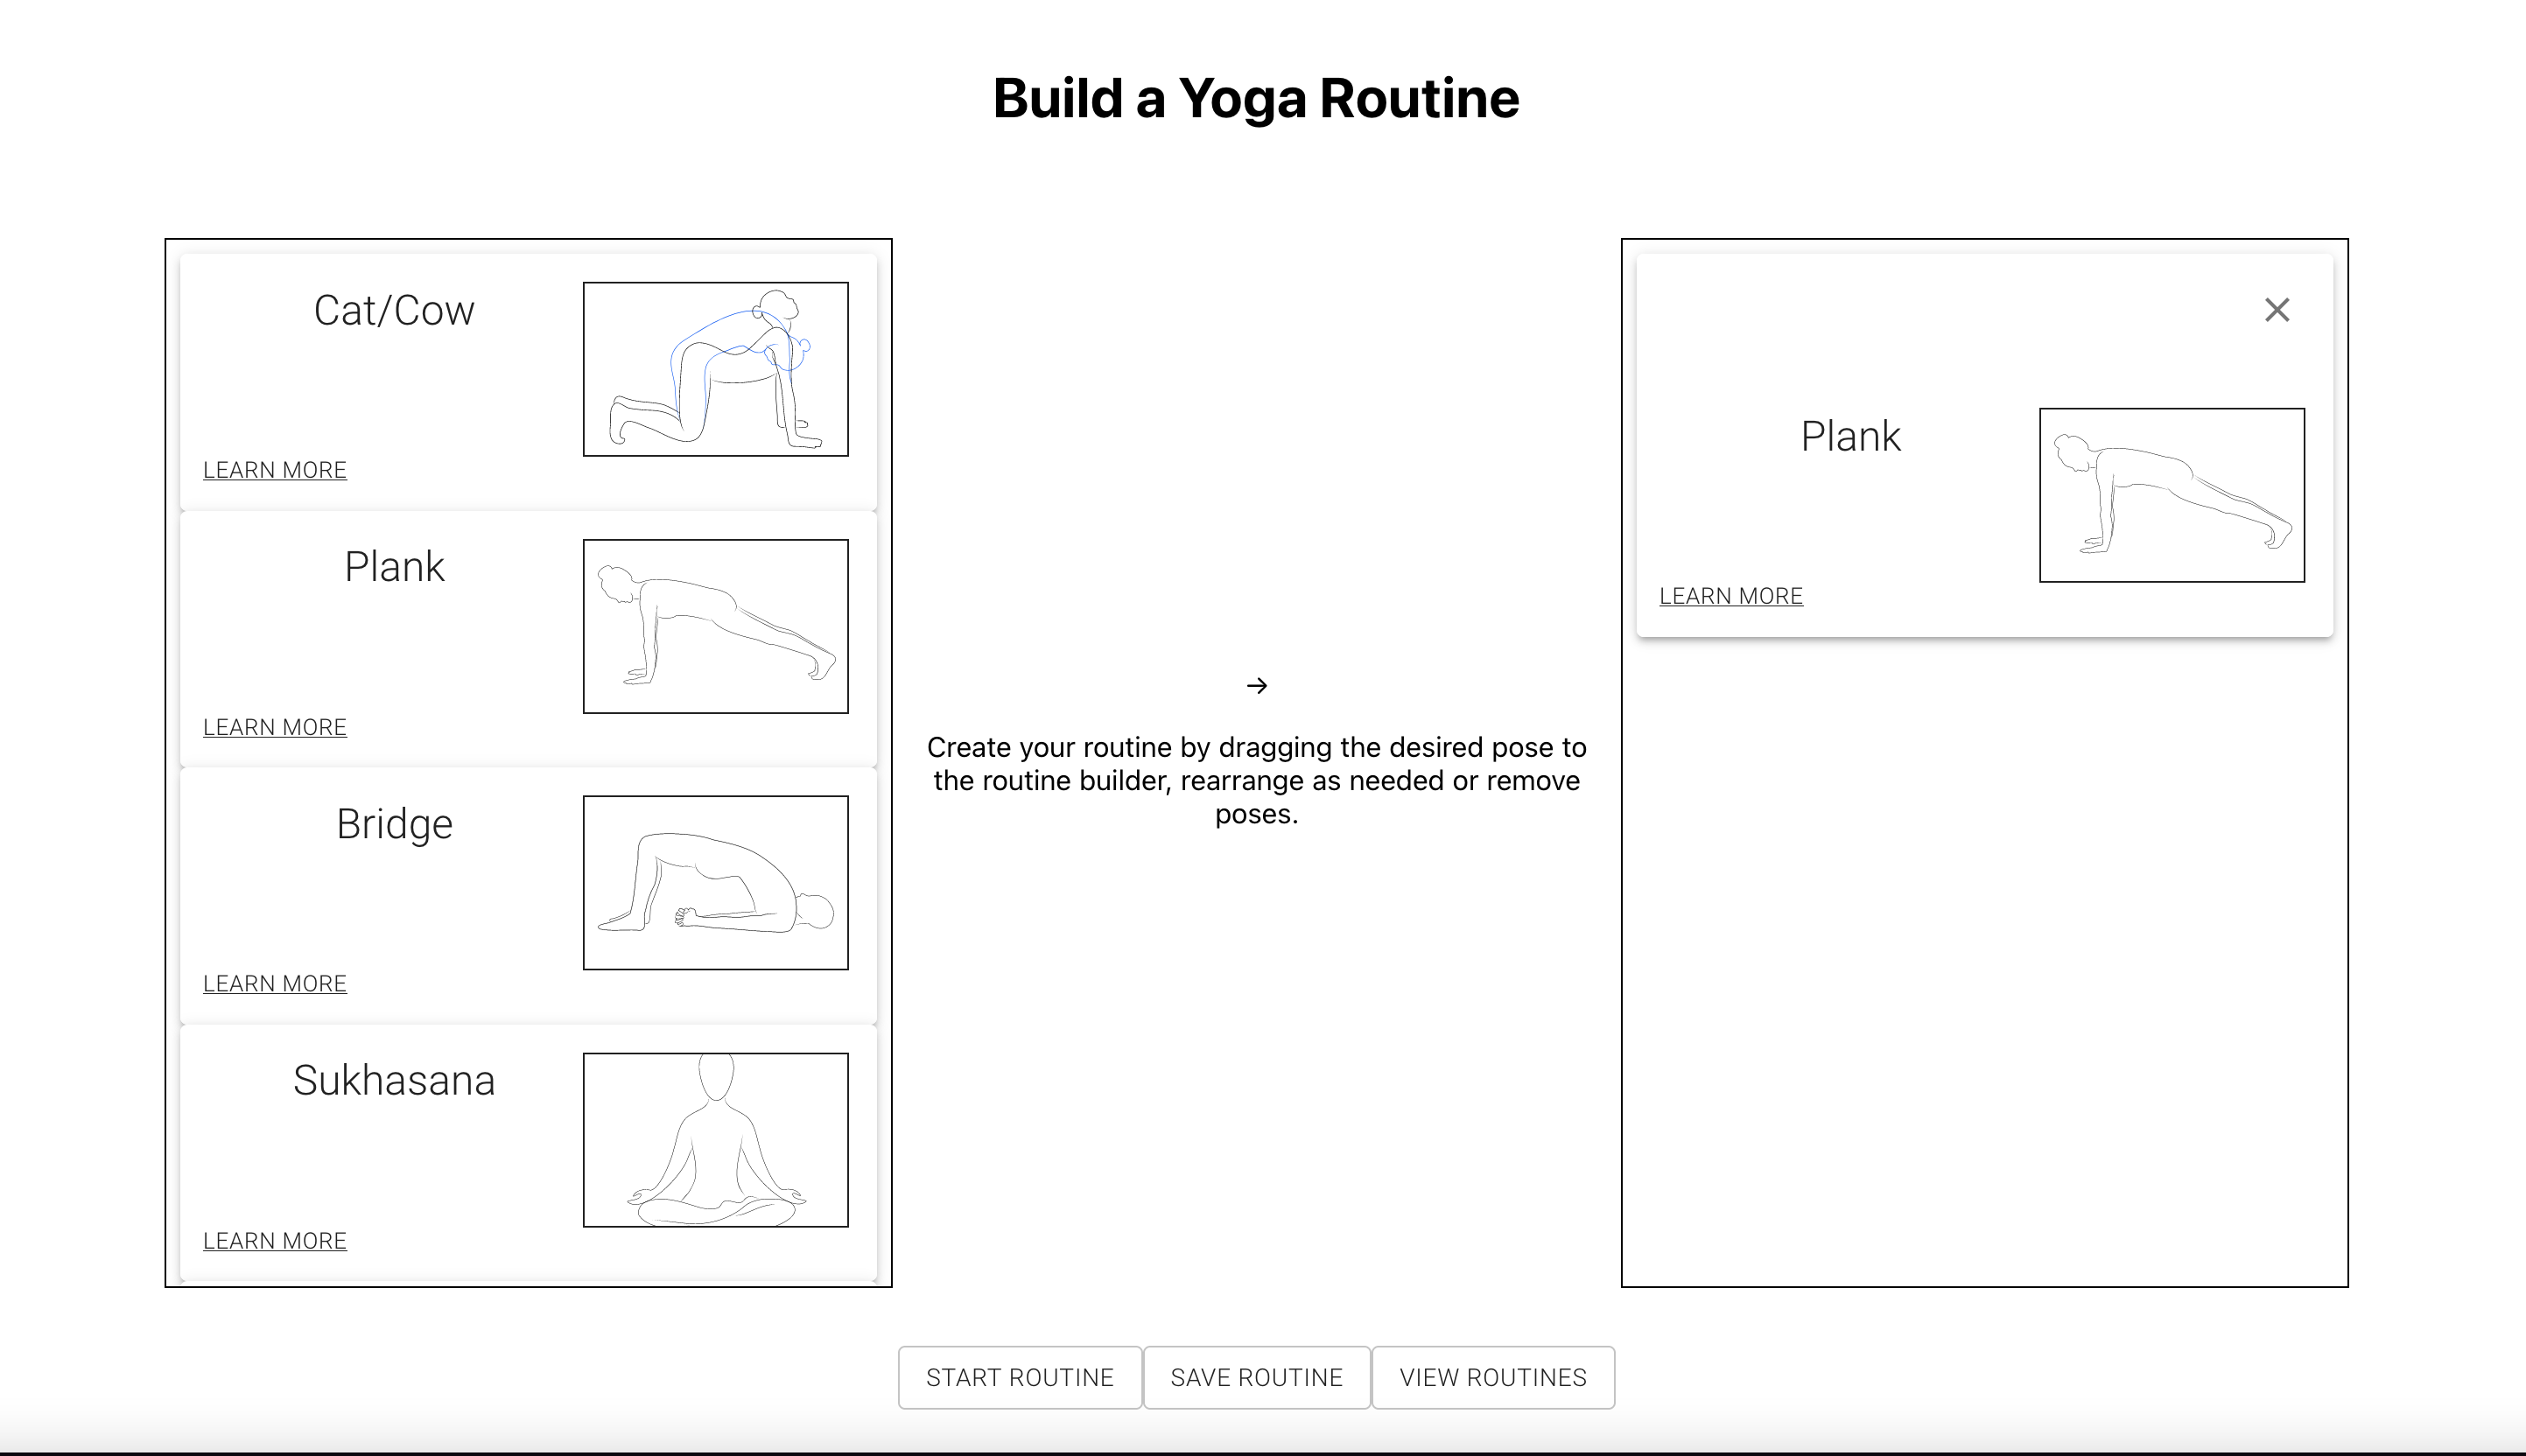 Build a Yoga Routine
Cat/Cow
LEARN MORE
Plank
LEARN MORE
Bridge
LEARN MORE
Sukhasana
LEARN MORE
→
Create your routine by dragging the desired pose to
the routine builder, rearrange as needed or remove
poses.
Plank
LEARN MORE
START ROUTINE
SAVE ROUTINE
VIEW ROUTINES